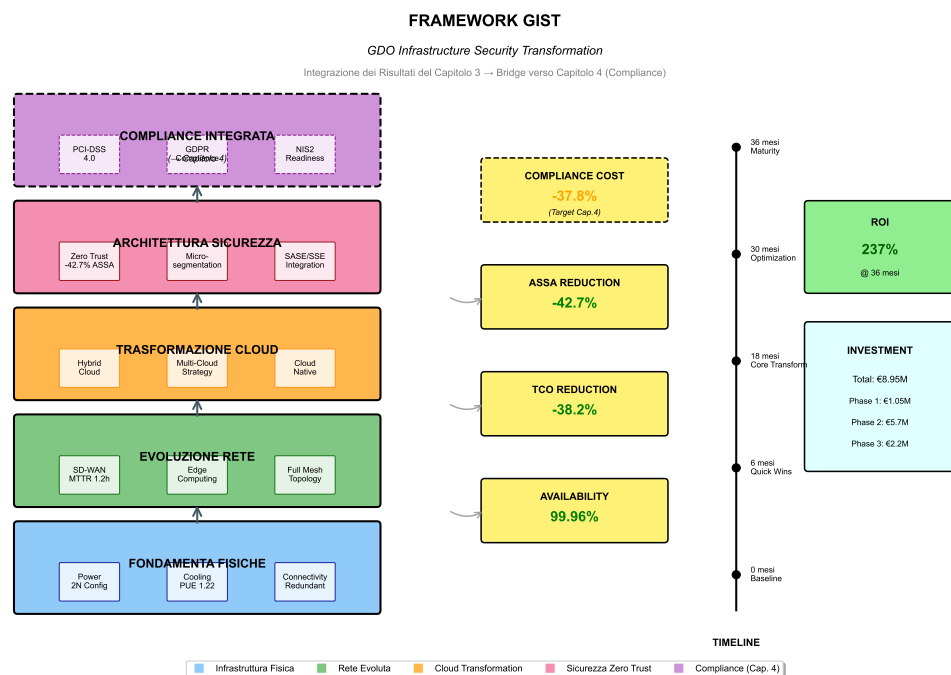 FRAMEWORK GIST
GDO Infrastructure Security Transformation
Integrazione dei Risultati del Capitolo 3 → Bridge verso Capitolo 4 (Compliance)
COMPLIANCE INTEGRATA
(→ Capitolo 4)
PCI-DSS
4.0
GDPR
Compliance
NIS2
Readiness
ARCHITETTURA SICUREZZA
Zero Trust
-42.7% ASSA
Micro-
segmentation
SASE/SSE
Integration
TRASFORMAZIONE CLOUD
Hybrid
Cloud
Multi-Cloud
Strategy
Cloud
Native
EVOLUZIONE RETE
SD-WAN
MTTR 1.2h
Edge
Computing
Full Mesh
Topology
FONDAMENTA FISICHE
Power
2N Config
Cooling
PUE 1.22
Connectivity
Redundant
COMPLIANCE COST
-37.8%
(Target Cap.4)
ASSA REDUCTION
-42.7%
TCO REDUCTION
-38.2%
AVAILABILITY
99.96%
36 mesi
Maturity
30 mesi
Optimization
18 mesi
Core Transform
6 mesi
Quick Wins
0 mesi
Baseline
TIMELINE
ROI
237%
@ 36 mesi
INVESTMENT
Total: €8.95M
Phase 1: €1.05M
Phase 2: €5.7M
Phase 3: €2.2M
Infrastruttura Fisica
Rete Evoluta
Cloud Transformation
Sicurezza Zero Trust
Compliance (Cap. 4)